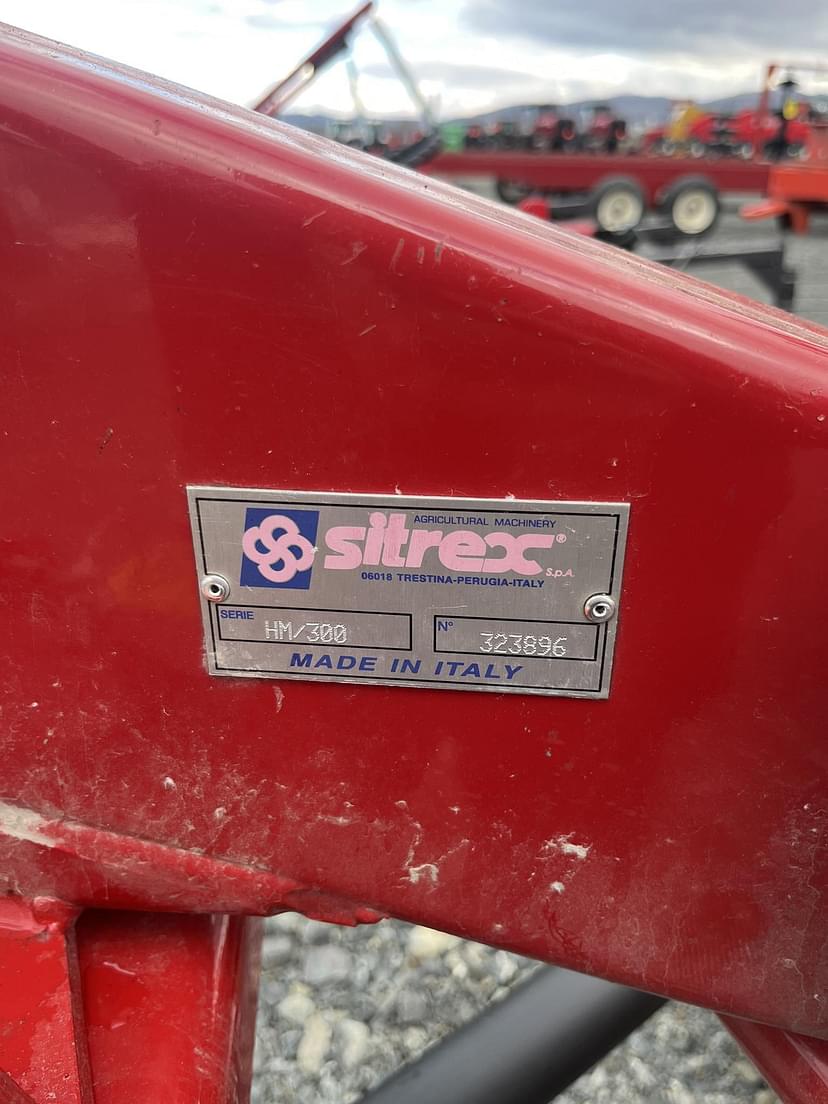 AGRICULTURAL MACHINERY
sitrex®
S.p.A.
06018 TRESTINA-PERUGIA-ITALY
SERIE HM/300 N° 323896
MADE IN ITALY